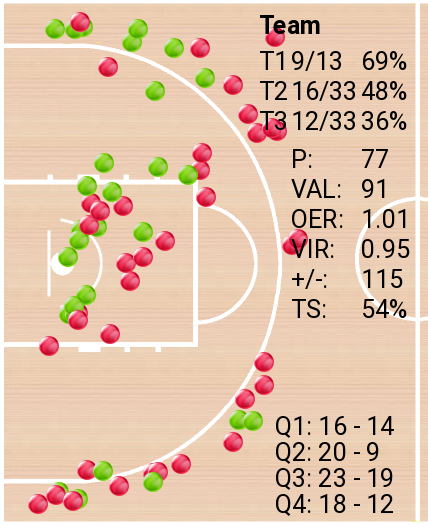 Team
T1 9/13 69%
T2 16/33 48%
T3 12/33 36%
P: 77
VAL: 91
OER: 1.01
VIR: 0.95
+/-: 115
TS: 54%
Q1: 16 - 14
Q2: 20 - 9
Q3: 23 - 19
Q4: 18 - 12